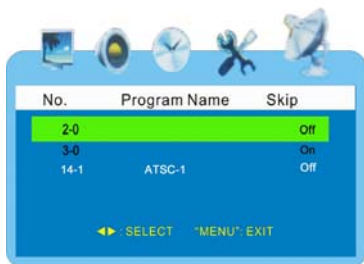 No. Program Name Skip
2-0 Off
3-0 On
14-1 ATSC-1 Off
◄►: SELECT "MENU": EXIT